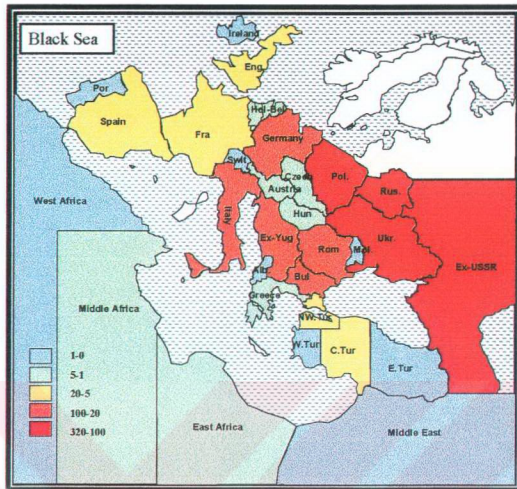 Black Sea
Ireland
Eng.
Por
Spain
Fra
Hol-Bel
Germany
Swit
Czech
Pol.
Rus.
Austria
Hun
West Africa
Italy
Ex-Yug
Rom
Mol
Ukr.
Alb
Bul
Ex-USSR
Greece
NW.Tur
Middle Africa
W.Tur
C.Tur
E.Tur
1-0
5-1
20-5
100-20
320-100
East Africa
Middle East